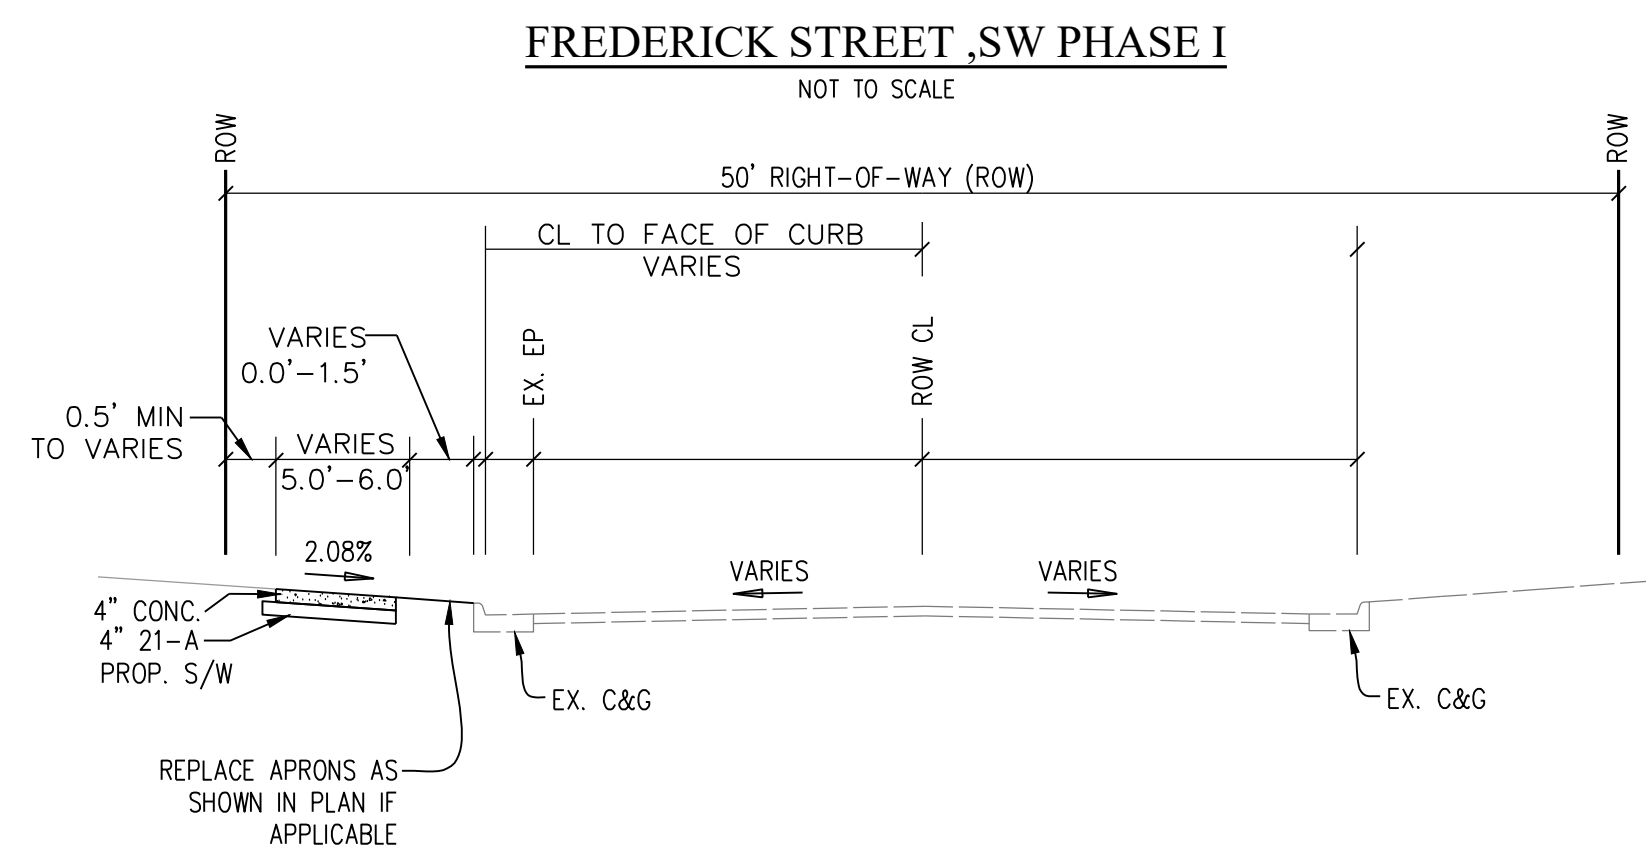 FREDERICK STREET ,SW PHASE I
NOT TO SCALE
ROW
ROW
50' RIGHT-OF-WAY (ROW)
CL TO FACE OF CURB
VARIES
VARIES
0.0'-1.5'
EX. EP
ROW CL
0.5' MIN
TO VARIES
VARIES
5.0'-6.0'
2.08%
VARIES
VARIES
4" CONC.
4" 21-A
PROP. S/W
EX. C&G
EX. C&G
REPLACE APRONS AS
SHOWN IN PLAN IF
APPLICABLE